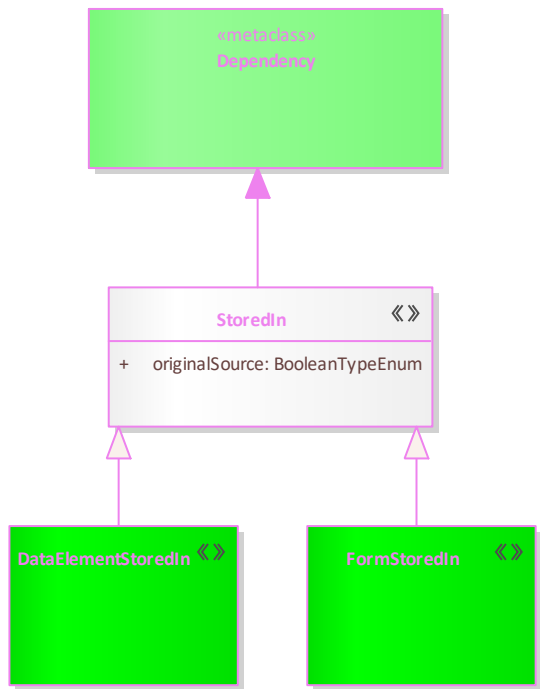 «metaclass»
Dependency
StoredIn «»
+ originalSource: BooleanTypeEnum
DataElementStoredIn «»
FormStoredIn «»